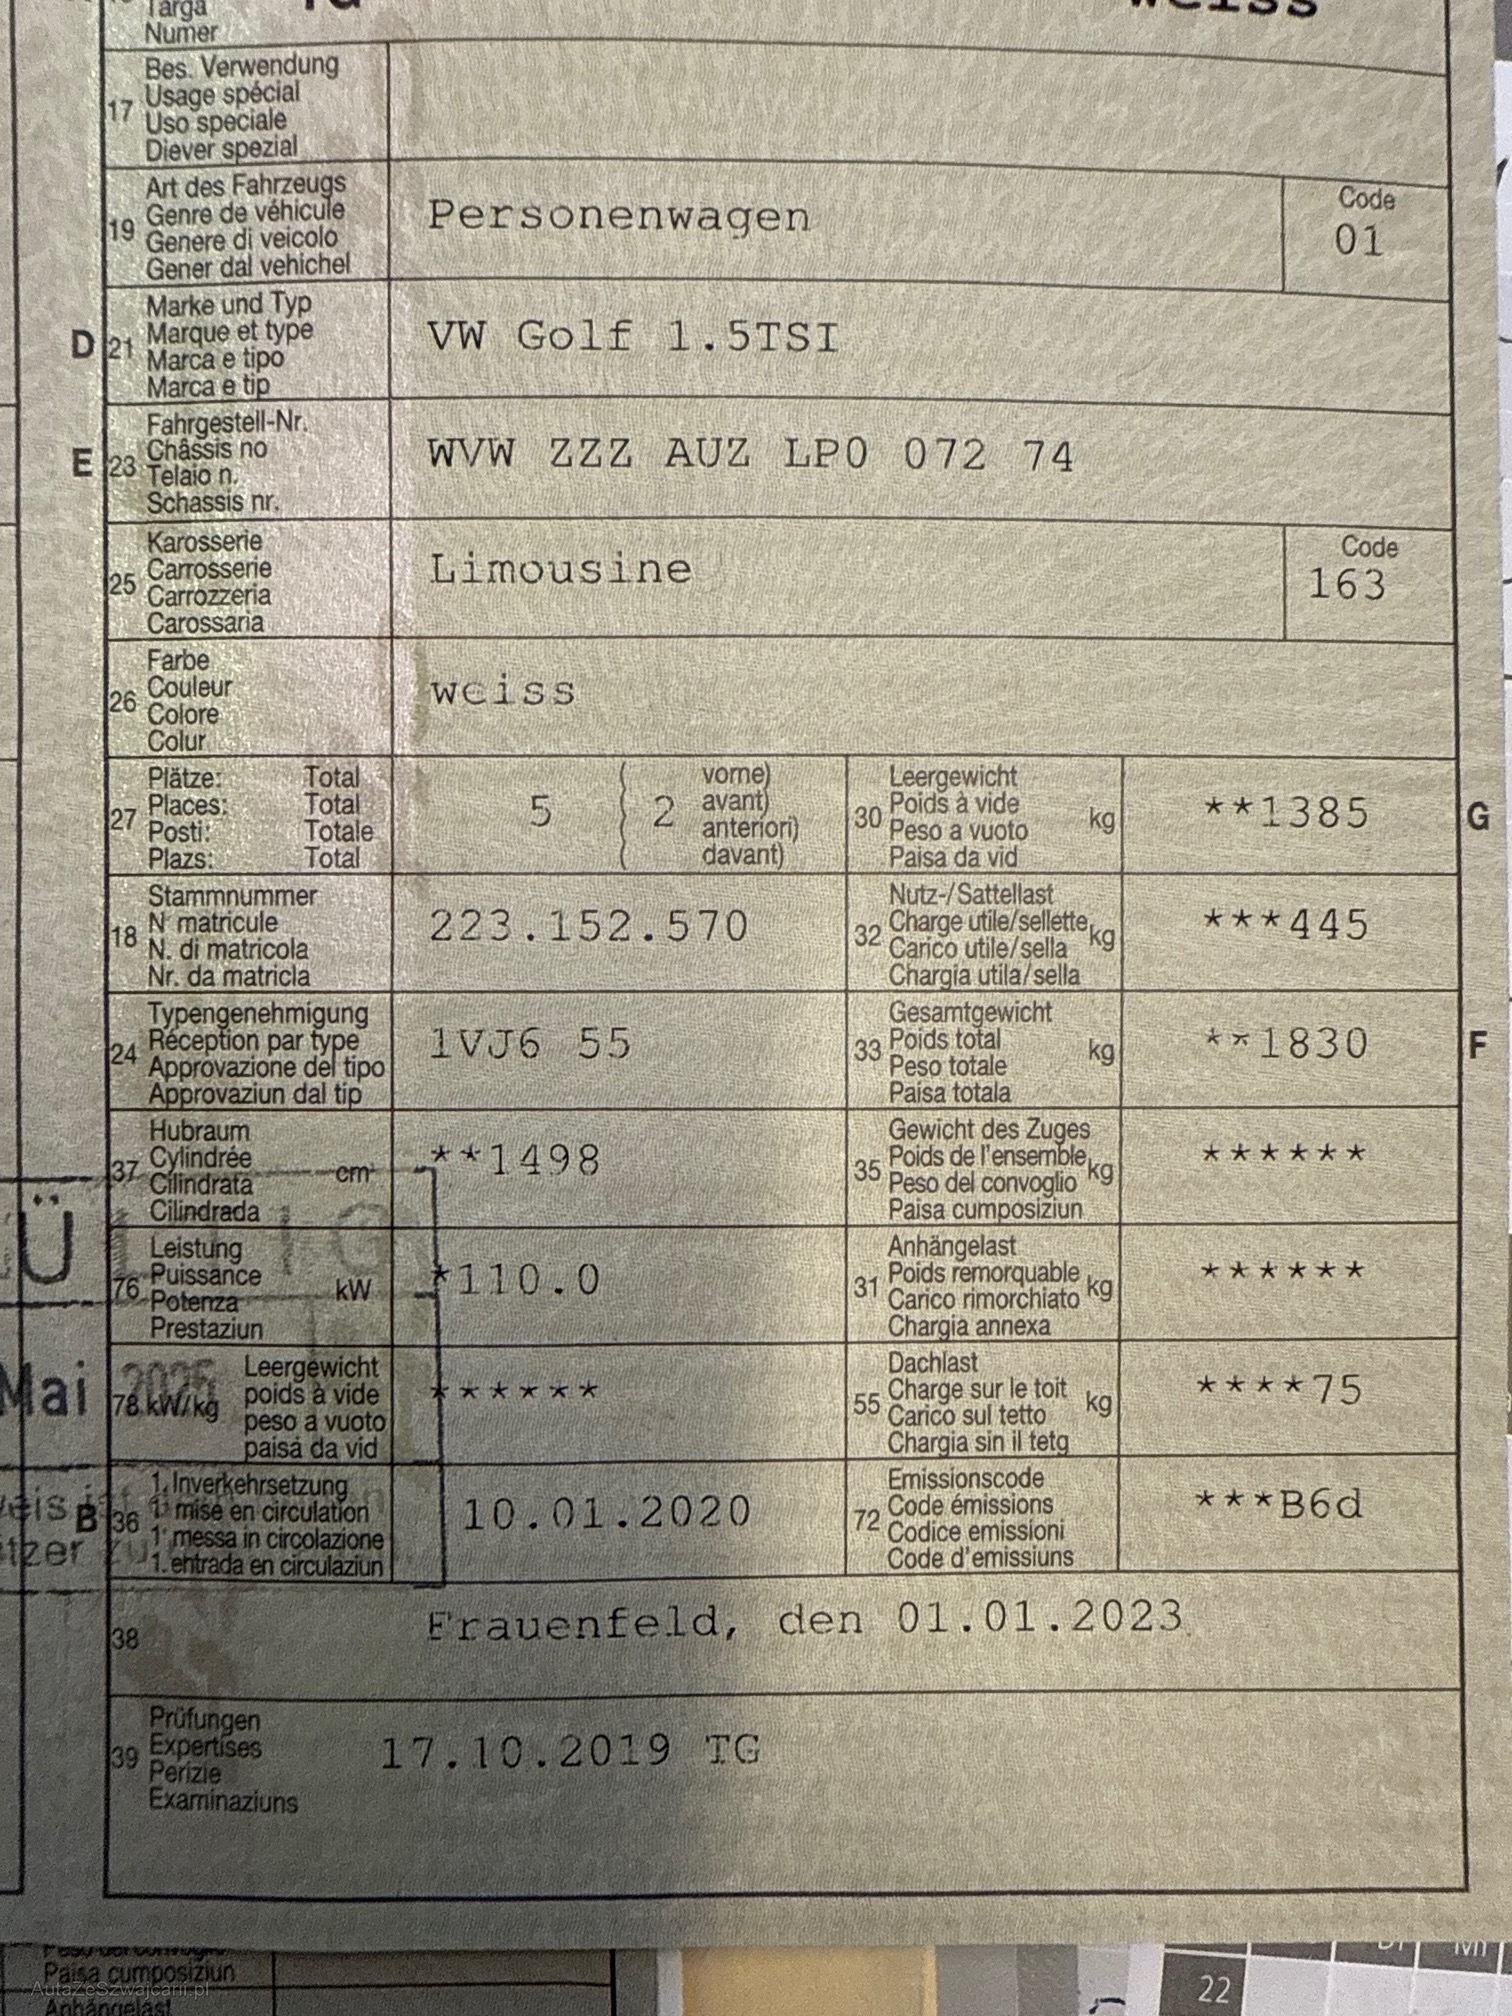 Targa
Numer
weiss
17 Bes. Verwendung
Usage spécial
Uso speciale
Diever spezial
19 Art des Fahrzeugs
Genre de véhicule
Genere di veicolo
Gener dal vehichel
Personenwagen
Code
01
D 21 Marke und Typ
Marque et type
Marca e tipo
Marca e tip
VW Golf 1.5TSI
E 23 Fahrgestell-Nr.
Châssis no
Telaio n.
Schassis nr.
WVW ZZZ AUZ LP0 072 74
25 Karosserie
Carrosserie
Carrozzeria
Carossaria
Limousine
Code
163
26 Farbe
Couleur
Colore
Colur
weiss
27 Plätze: Total
Places: Total
Posti: Totale
Plazs: Total
5 ( 2 vorne)
avant)
anteriori)
davant)
30 Leergewicht
Poids à vide
Peso a vuoto
Paisa da vid
kg
**1385
G
18 Stammnummer
N° matricule
N. di matricola
Nr. da matricla
223.152.570
32 Nutz-/Sattellast
Charge utile/sellette
Carico utile/sella
Chargia utila/sella
kg
***445
24 Typengenehmigung
Réception par type
Approvazione del tipo
Approvaziun dal tip
1VJ6 55
33 Gesamtgewicht
Poids total
Peso totale
Paisa totala
kg
**1830
F
37 Hubraum
Cylindrée
Cilindrata
Cilindrada
cm³
**1498
35 Gewicht des Zuges
Poids de l'ensemble
Peso del convoglio
Paisa cumposiziun
kg
******
76 Leistung
Puissance
Potenza
Prestaziun
kW
*110.0
31 Anhängelast
Poids remorquable
Carico rimorchiato
Chargia annexa
kg
******
Mai 2025
78 kW/kg
Leergewicht
poids à vide
peso a vuoto
paisa da vid
******
55 Dachlast
Charge sur le toit
Carico sul tetto
Chargia sin il tetg
kg
****75
B 36 1. Inverkehrsetzung
1ʳᵉ mise en circulation
1ª messa in circolazione
1. entrada en circulaziun
10.01.2020
72 Emissionscode
Code émissions
Codice emissioni
Code d'emissiuns
***B6d
38
Frauenfeld, den 01.01.2023
39 Prüfungen
Expertises
Perizie
Examinaziuns
17.10.2019 TG
Paisa cumposiziun
Anhängelast
AutaZeSzwajcarii.pl
22